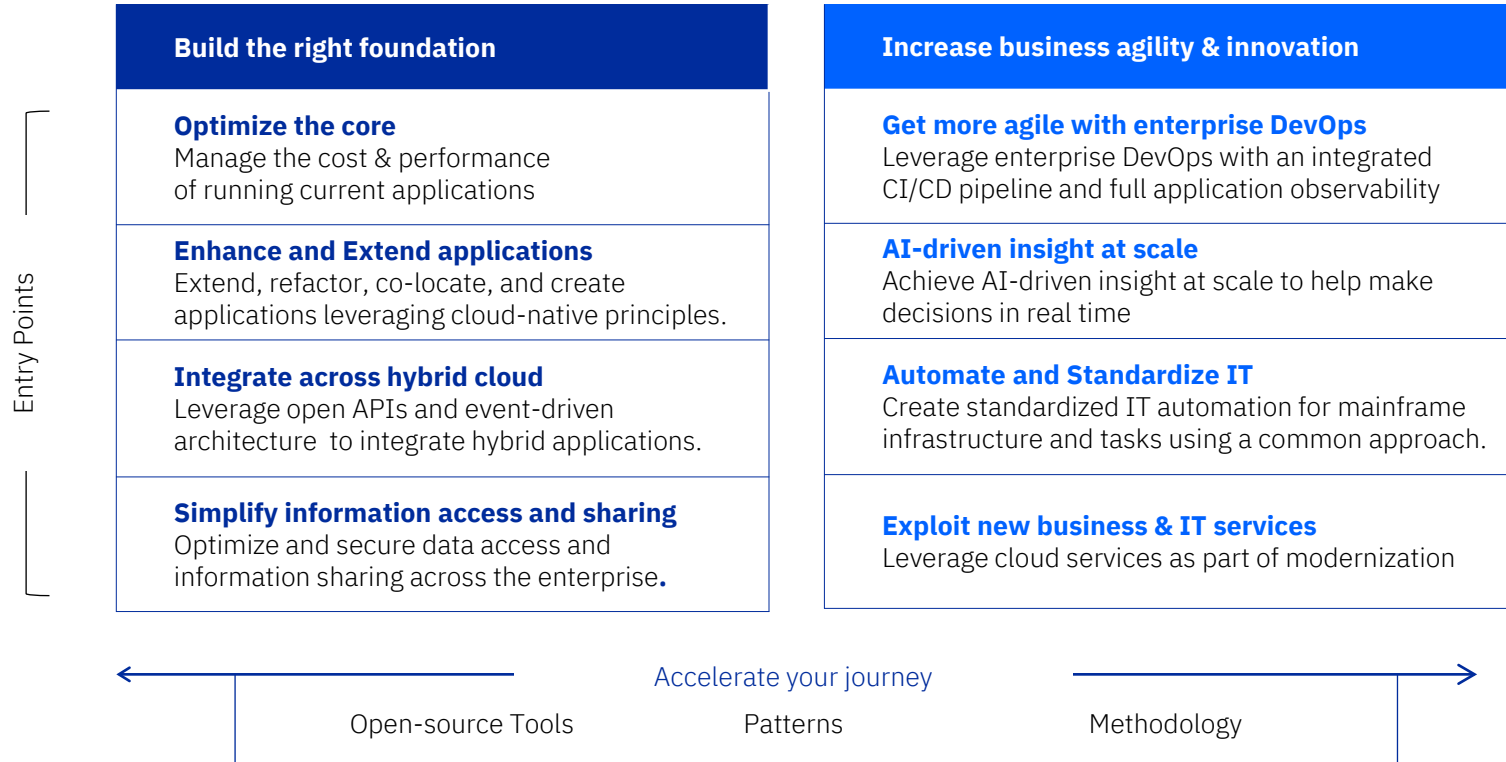 Build the right foundation
Optimize the core
Manage the cost & performance
of running current applications
Enhance and Extend applications
Extend, refactor, co-locate, and create
applications leveraging cloud-native principles.
Integrate across hybrid cloud
Leverage open APIs and event-driven
architecture  to integrate hybrid applications.
Simplify information access and sharing
Optimize and secure data access and
information sharing across the enterprise.
Increase business agility & innovation
Get more agile with enterprise DevOps
Leverage enterprise DevOps with an integrated
CI/CD pipeline and full application observability
AI-driven insight at scale
Achieve AI-driven insight at scale to help make
decisions in real time
Automate and Standardize IT
Create standardized IT automation for mainframe
infrastructure and tasks using a common approach.
Exploit new business & IT services
Leverage cloud services as part of modernization
Entry Points
Accelerate your journey
Open-source Tools
Patterns
Methodology